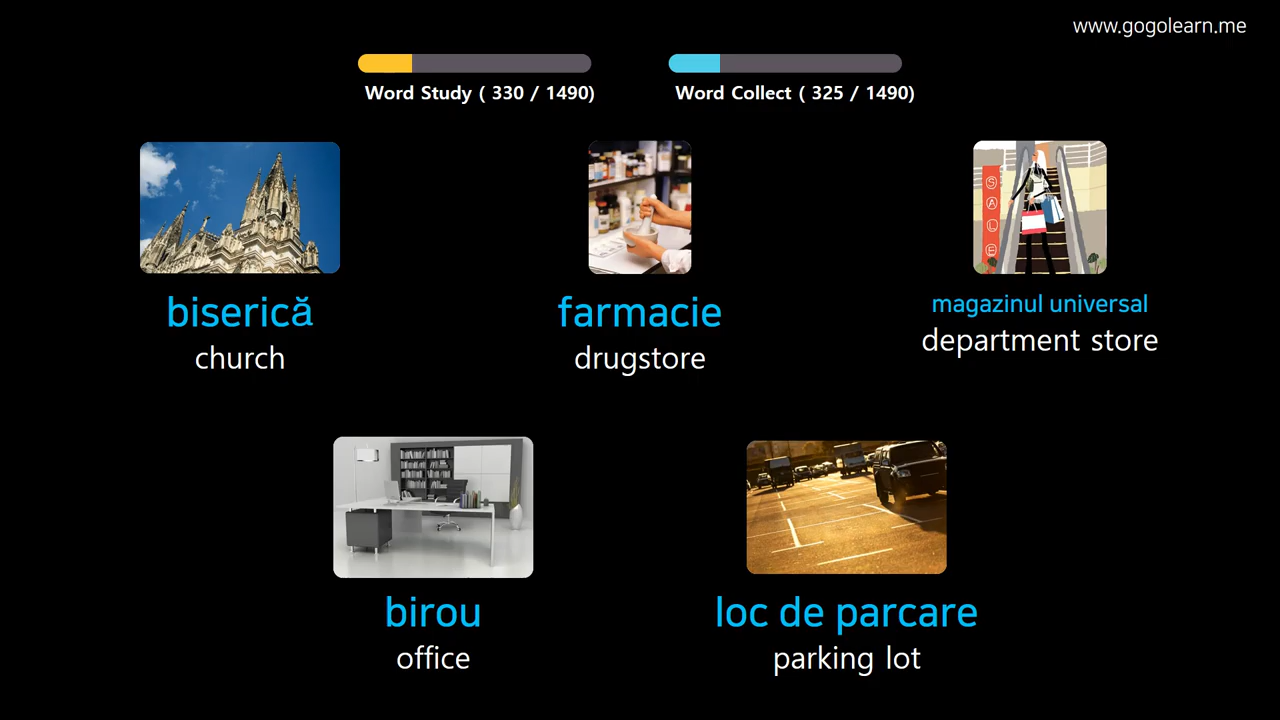 www.gogolearn.me
Word Study ( 330 / 1490)
Word Collect ( 325 / 1490)
SALE
biserică
church
farmacie
drugstore
magazinul universal
department store
birou
office
loc de parcare
parking lot